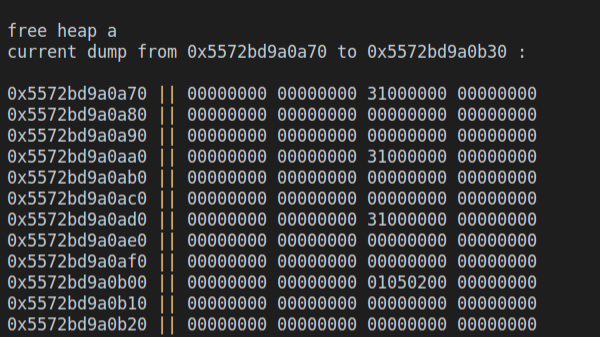 free heap a
current dump from 0x5572bd9a0a70 to 0x5572bd9a0b30 :
0x5572bd9a0a70 || 00000000 00000000 31000000 00000000
0x5572bd9a0a80 || 00000000 00000000 00000000 00000000
0x5572bd9a0a90 || 00000000 00000000 00000000 00000000
0x5572bd9a0aa0 || 00000000 00000000 31000000 00000000
0x5572bd9a0ab0 || 00000000 00000000 00000000 00000000
0x5572bd9a0ac0 || 00000000 00000000 00000000 00000000
0x5572bd9a0ad0 || 00000000 00000000 31000000 00000000
0x5572bd9a0ae0 || 00000000 00000000 00000000 00000000
0x5572bd9a0af0 || 00000000 00000000 00000000 00000000
0x5572bd9a0b00 || 00000000 00000000 01050200 00000000
0x5572bd9a0b10 || 00000000 00000000 00000000 00000000
0x5572bd9a0b20 || 00000000 00000000 00000000 00000000